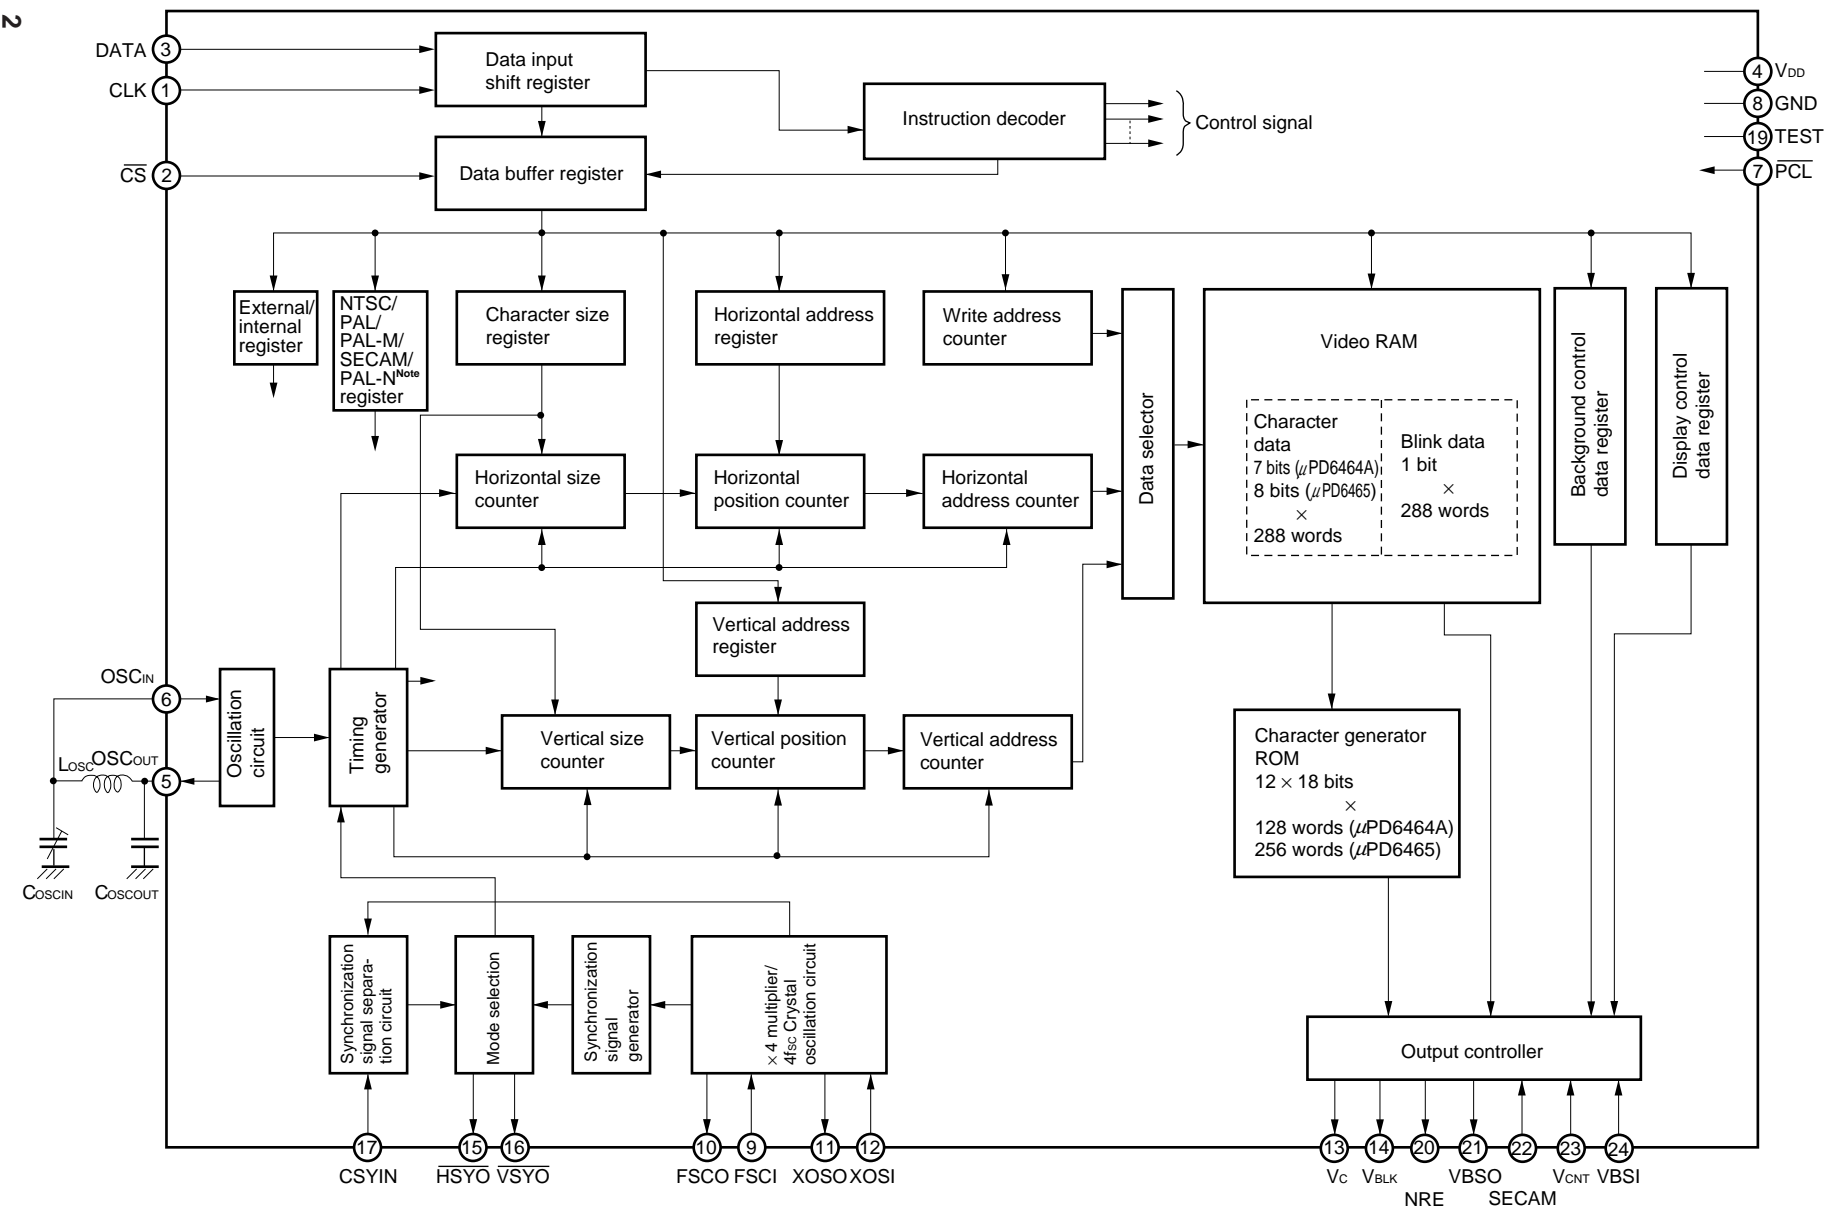 2
DATA 3
CLK 1
CS 2
Data input
shift register
Instruction decoder
Control signal
4 VDD
8 GND
19 TEST
7 PCL
Data buffer register
External/
internal
register
NTSC/
PAL/
PAL-M/
SECAM/
PAL-N Note
register
Character size
register
Horizontal address
register
Write address
counter
Data selector
Video RAM
Character
data
7 bits (μPD6464A)
8 bits (μPD6465)
×
288 words
Blink data
1 bit
×
288 words
Background control
data register
Display control
data register
Horizontal size
counter
Horizontal
position counter
Horizontal
address counter
Vertical address
register
OSCIN
6
LOSC
OSCOUT
5
COSCIN
COSCOUT
Oscillation
circuit
Timing
generator
Vertical size
counter
Vertical position
counter
Vertical address
counter
Character generator
ROM
12 × 18 bits
×
128 words (μPD6464A)
256 words (μPD6465)
Synchronization
signal separa-
tion circuit
Mode selection
Synchronization
signal
generator
× 4 multiplier/
4fsc Crystal
oscillation circuit
Output controller
17 15 16 10 9 11 12 13 14 20 21 22 23 24
CSYIN HSYO VSYO FSCO FSCI XOSO XOSI VC VBLK VBSO VCNT VBSI
NRE SECAM